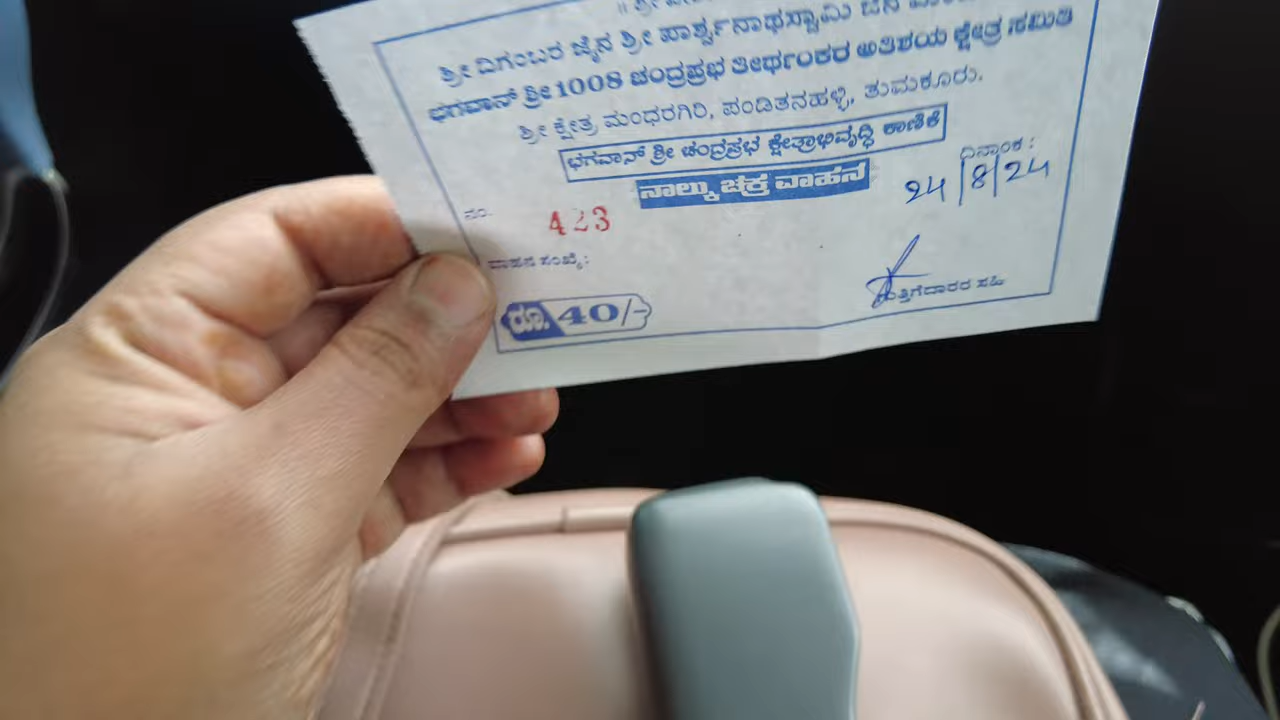 ಶ್ರೀ ದಿಗಂಬರ ಜೈನ ಶ್ರೀ ಪಾರ್ಶ್ವನಾಥಸ್ವಾಮಿ ಜಿನ
ಭಗವಾನ್ ಶ್ರೀ 1008 ಚಂದ್ರಪ್ರಭ ತೀರ್ಥಂಕರ ಅತಿಶಯ ಕ್ಷೇತ್ರ ಸಮಿತಿ
ಶ್ರೀ ಕ್ಷೇತ್ರ ಮಂಧರಗಿರಿ, ಪಂಡಿತನಹಳ್ಳಿ, ತುಮಕೂರು.
ಭಗವಾನ್ ಶ್ರೀ ಚಂದ್ರಪ್ರಭ ಕ್ಷೇತ್ರಾಭಿವೃದ್ಧಿ ಕಾಣಿಕೆ
ನಾಲ್ಕು ಚಕ್ರ ವಾಹನ
ದಿನಾಂಕ :
24/8/24
ನಂ. 423
ವಾಹನ ಸಂಖ್ಯೆ :
ರೂ. 40/-
ಗುತ್ತಿಗೆದಾರರ ಸಹಿ